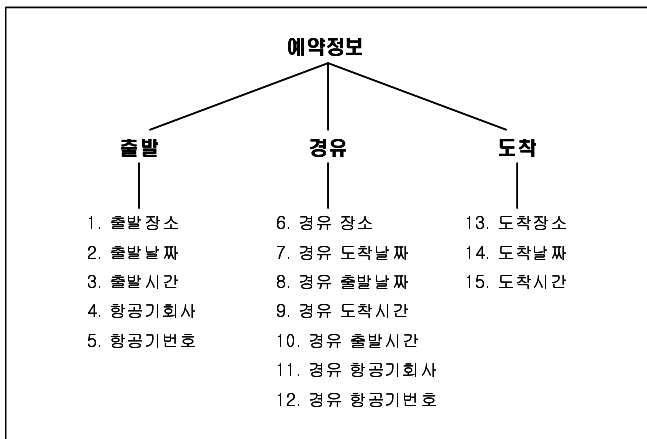 예약정보
출발
경유
도착
1. 출발장소
2. 출발날짜
3. 출발시간
4. 항공기회사
5. 항공기번호
6. 경유 장소
7. 경유 도착날짜
8. 경유 출발날짜
9. 경유 도착시간
10. 경유 출발시간
11. 경유 항공기회사
12. 경유 항공기번호
13. 도착장소
14. 도착날짜
15. 도착시간